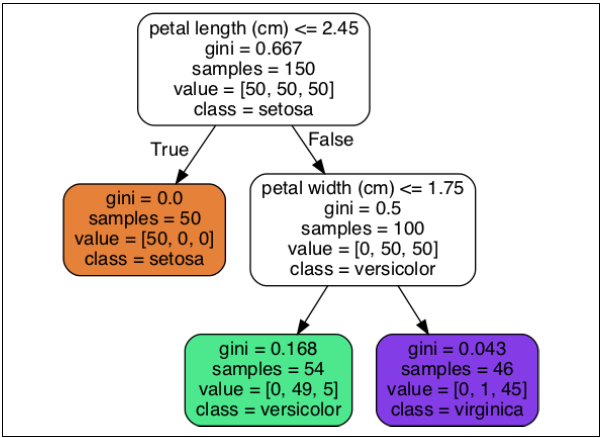 petal length (cm) <= 2.45
gini = 0.667
samples = 150
value = [50, 50, 50]
class = setosa
True
False
gini = 0.0
samples = 50
value = [50, 0, 0]
class = setosa
petal width (cm) <= 1.75
gini = 0.5
samples = 100
value = [0, 50, 50]
class = versicolor
gini = 0.168
samples = 54
value = [0, 49, 5]
class = versicolor
gini = 0.043
samples = 46
value = [0, 1, 45]
class = virginica